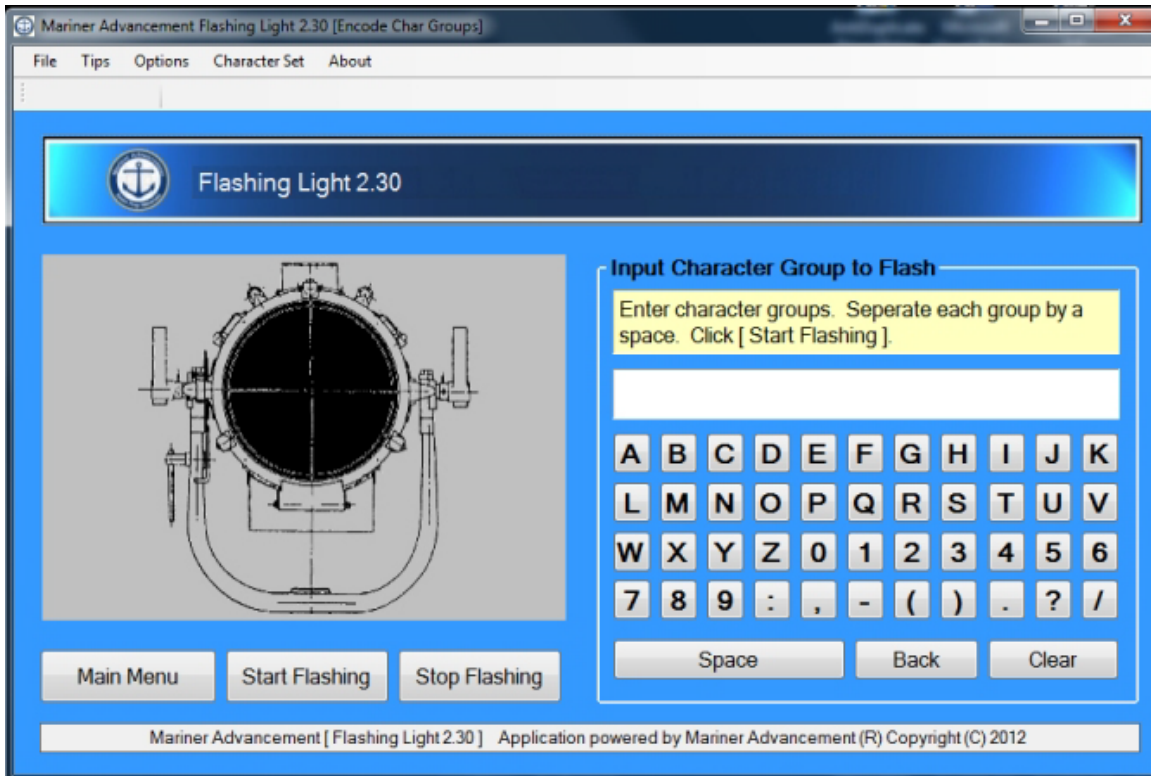 Mariner Advancement Flashing Light 2.30 [Encode Char Groups]
File Tips Options Character Set About
Flashing Light 2.30
Input Character Group to Flash
Enter character groups. Seperate each group by a
space. Click [ Start Flashing ].
A B C D E F G H I J K
L M N O P Q R S T U V
W X Y Z 0 1 2 3 4 5 6
7 8 9 : , - ( ) . ? /
Space Back Clear
Main Menu Start Flashing Stop Flashing
Mariner Advancement [ Flashing Light 2.30 ] Application powered by Mariner Advancement (R) Copyright (C) 2012